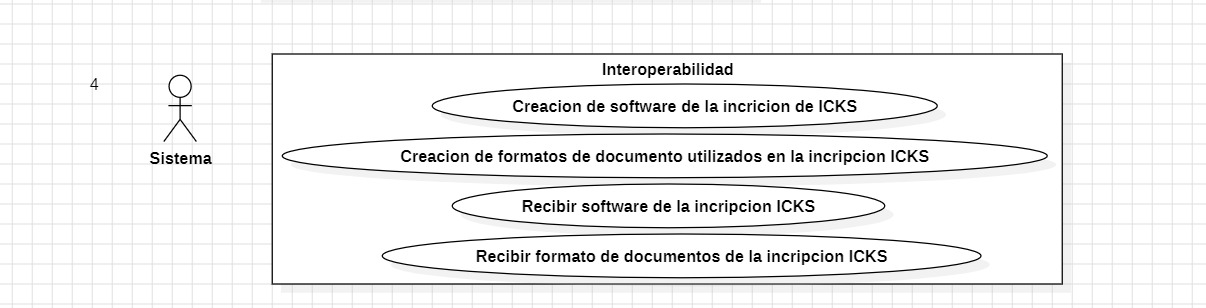 Interoperabilidad
4
Creacion de software de la incricion de ICKS
Sistema
Creacion de formatos de documento utilizados en la incripcion ICKS
Recibir software de la incripcion ICKS
Recibir formato de documentos de la incripcion ICKS